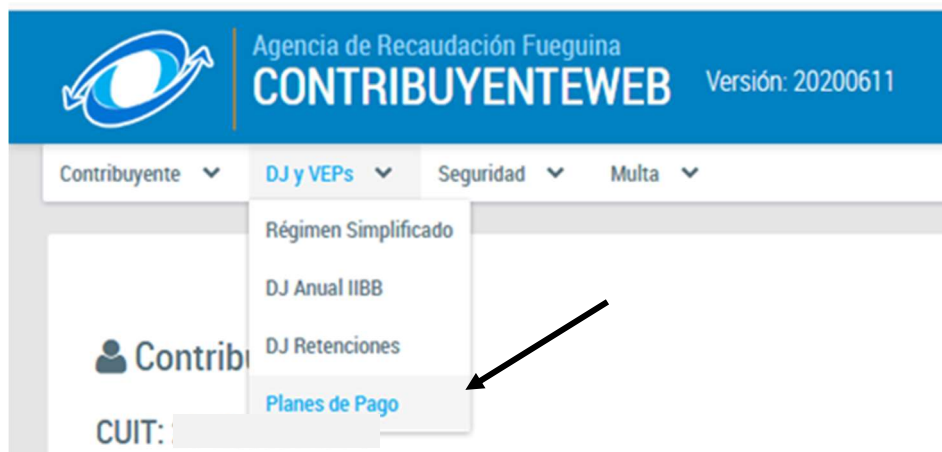 Agencia de Recaudación Fueguina
CONTRIBUYENTEWEB Versión: 20200611
Contribuyente DJ y VEPs Seguridad Multa
Régimen Simplificado
DJ Anual IIBB
DJ Retenciones
Contribu
Planes de Pago
CUIT: